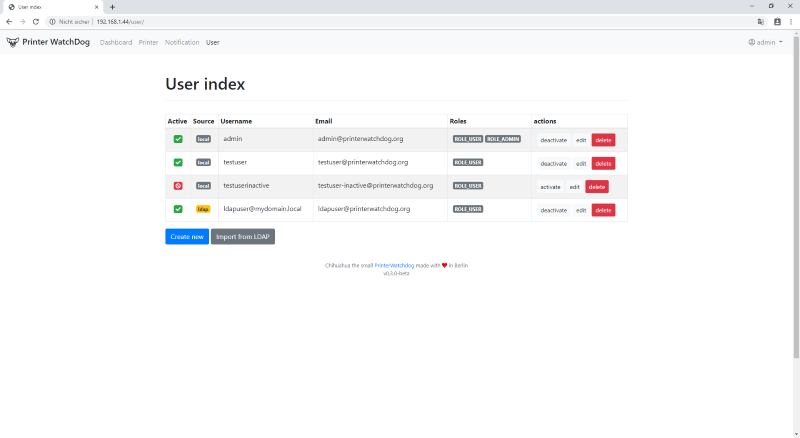 User index
Nicht sicher | 192.168.1.44/user/
Printer WatchDog Dashboard Printer Notification User admin
User index
Active Source Username Email Roles actions
local admin admin@printerwatchdog.org ROLE_USER ROLE_ADMIN deactivate edit delete
local testuser testuser@printerwatchdog.org ROLE_USER deactivate edit delete
local testuserinactive testuser-inactive@printerwatchdog.org ROLE_USER activate edit delete
ldap ldapuser@mydomain.local ldapuser@printerwatchdog.org ROLE_USER deactivate edit delete
Create new Import from LDAP
Chihuahua the small PrinterWatchdog made with in Berlin
v0.3.0-beta